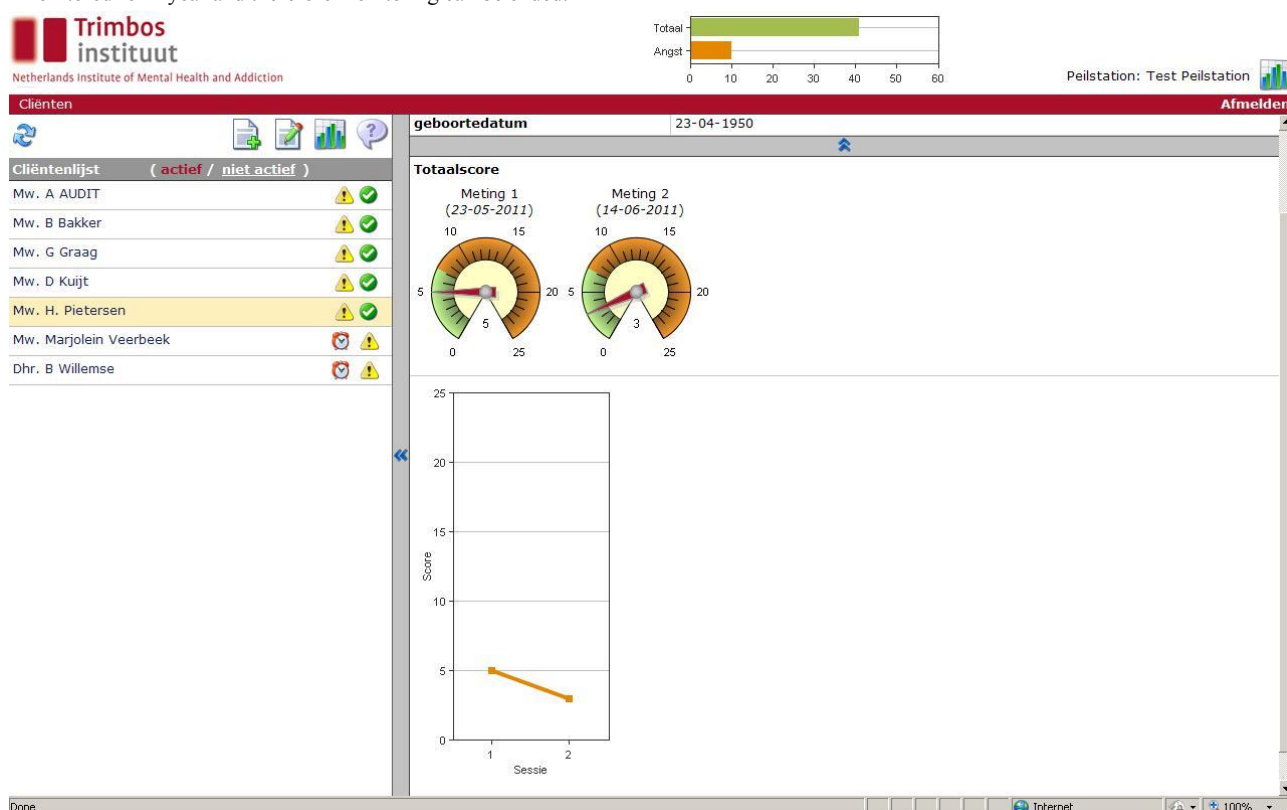 Trimbos
instituut
Netherlands Institute of Mental Health and Addiction
Totaal
Angst
0 10 20 30 40 50 60
Peilstation: Test Peilstation
Cliënten
Afmelden
geboortedatum 23-04-1950
Cliëntenlijst ( actief / niet actief )
Mw. A AUDIT
Mw. B Bakker
Mw. G Graag
Mw. D Kuijt
Mw. H. Pietersen
Mw. Marjolein Veerbeek
Dhr. B Willemse
Totaalscore
Meting 1
(23-05-2011)
10 15
5 20
5
0 25
Meting 2
(14-06-2011)
10 15
5 20
3
0 25
25
20
15
Score
10
5
0
1 2
Sessie
Done
Internet
100%